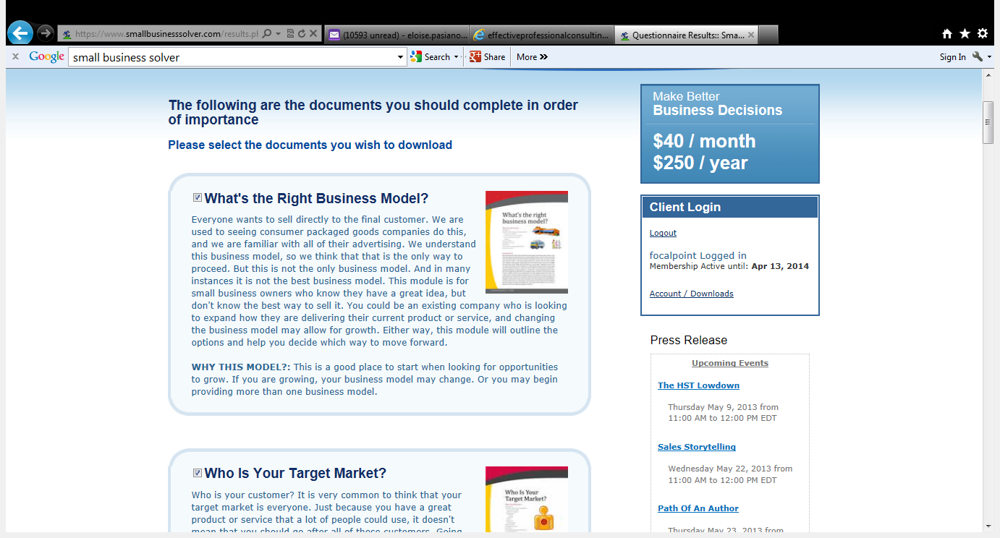 https://www.smallbusinesssolver.com/results.pl
(10593 unread) - eloise.pasiano...
effectiveprofessionalconsultin...
Questionnaire Results:: Sma...
x Google small business solver Search Share More » Sign In
The following are the documents you should complete in order
of importance
Please select the documents you wish to download
What's the Right Business Model?
Everyone wants to sell directly to the final customer. We are
used to seeing consumer packaged goods companies do this,
and we are familiar with all of their advertising. We understand
this business model, so we think that that is the only way to
proceed. But this is not the only business model. And in many
instances it is not the best business model. This module is for
small business owners who know they have a great idea, but
don't know the best way to sell it. You could be an existing company who is looking
to expand how they are delivering their current product or service, and changing
the business model may allow for growth. Either way, this module will outline the
options and help you decide which way to move forward.
WHY THIS MODEL?: This is a good place to start when looking for opportunities
to grow. If you are growing, your business model may change. Or you may begin
providing more than one business model.
What's the right
business model?
Who Is Your Target Market?
Who is your customer? It is very common to think that your
target market is everyone. Just because you have a great
product or service that a lot of people could use, it doesn't
mean that you should go after all of these customers. Going
Who Is Your
Target Market?
Make Better
Business Decisions
$40 / month
$250 / year
Client Login
Logout
focalpoint Logged in
Membership Active until: Apr 13, 2014
Account / Downloads
Press Release
Upcoming Events
The HST Lowdown
Thursday May 9, 2013 from
11:00 AM to 12:00 PM EDT
Sales Storytelling
Wednesday May 22, 2013 from
11:00 AM to 12:00 PM EDT
Path Of An Author
Thursday May 23, 2013 from